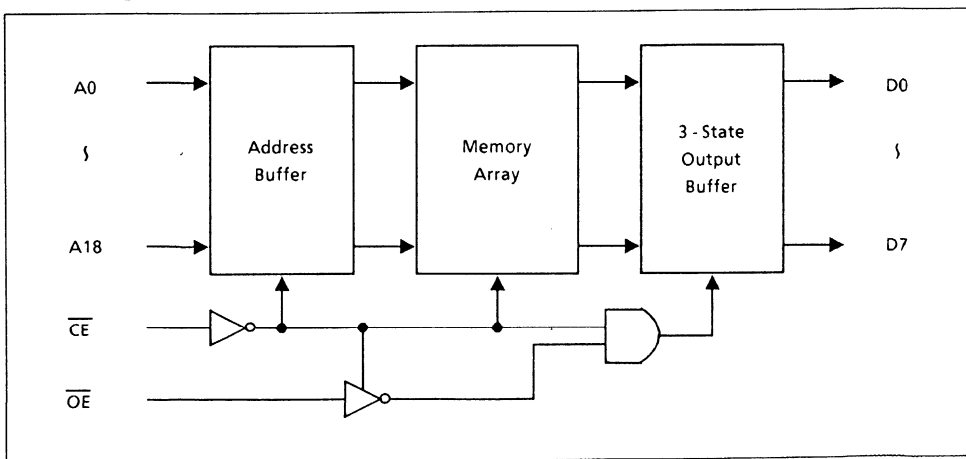 A0
Address
Buffer
Memory
Array
3 - State
Output
Buffer
D0
A18
D7
CE
OE